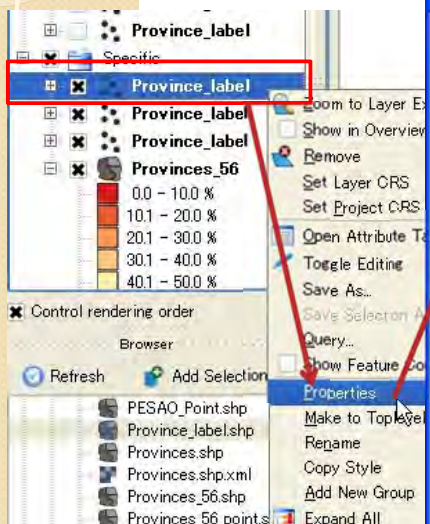 Province_label
Specific
Province_label
Province_label
Province_label
Provinces_56
0.0 - 10.0 %
10.1 - 20.0 %
20.1 - 30.0 %
30.1 - 40.0 %
40.1 - 50.0 %
Control rendering order
Browser
Refresh
Add Selection
PESAO_Point.shp
Province_label.shp
Provinces.shp
Provinces.shp.xml
Provinces_56.shp
Provinces_56_point.s
Zoom to Layer Ex
Show in Overview
Remove
Set Layer CRS
Set Project CRS
Open Attribute Ta
Toggle Editing
Save As...
Save Selection A
Query...
Show Feature Co
Properties
Make to Toplevel
Rename
Copy Style
Add New Group
Expand All